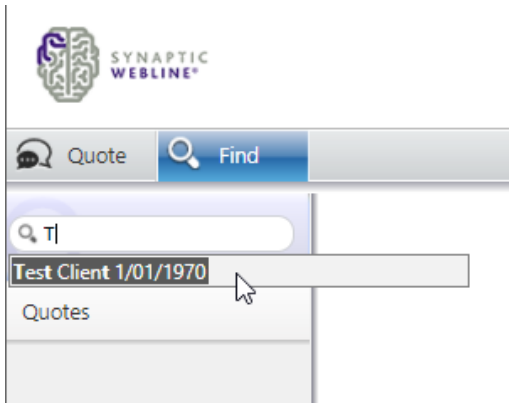 SYNAPTIC
WEBLINE®
Quote
Find
T
Test Client 1/01/1970
Quotes